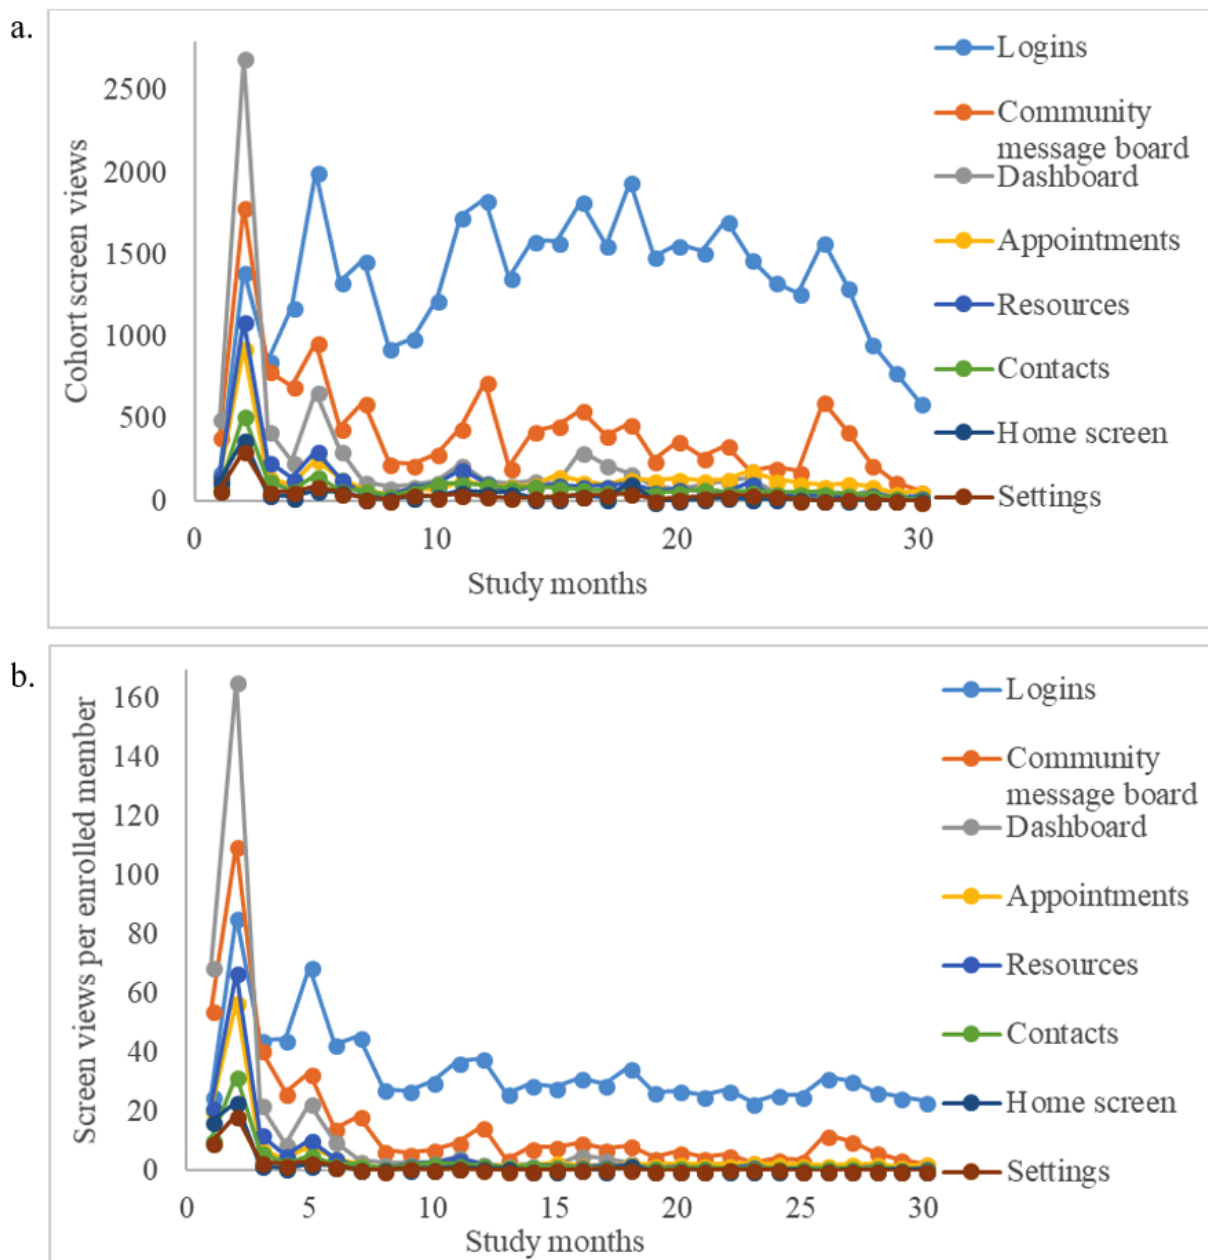 a.
Cohort screen views
2500
2000
1500
1000
500
0
0
10
20
30
Study months
Logins
Community
message board
Dashboard
Appointments
Resources
Contacts
Home screen
Settings
b.
Screen views per enrolled member
160
140
120
100
80
60
40
20
0
0
5
10
15
20
25
30
Study months
Logins
Community
message board
Dashboard
Appointments
Resources
Contacts
Home screen
Settings